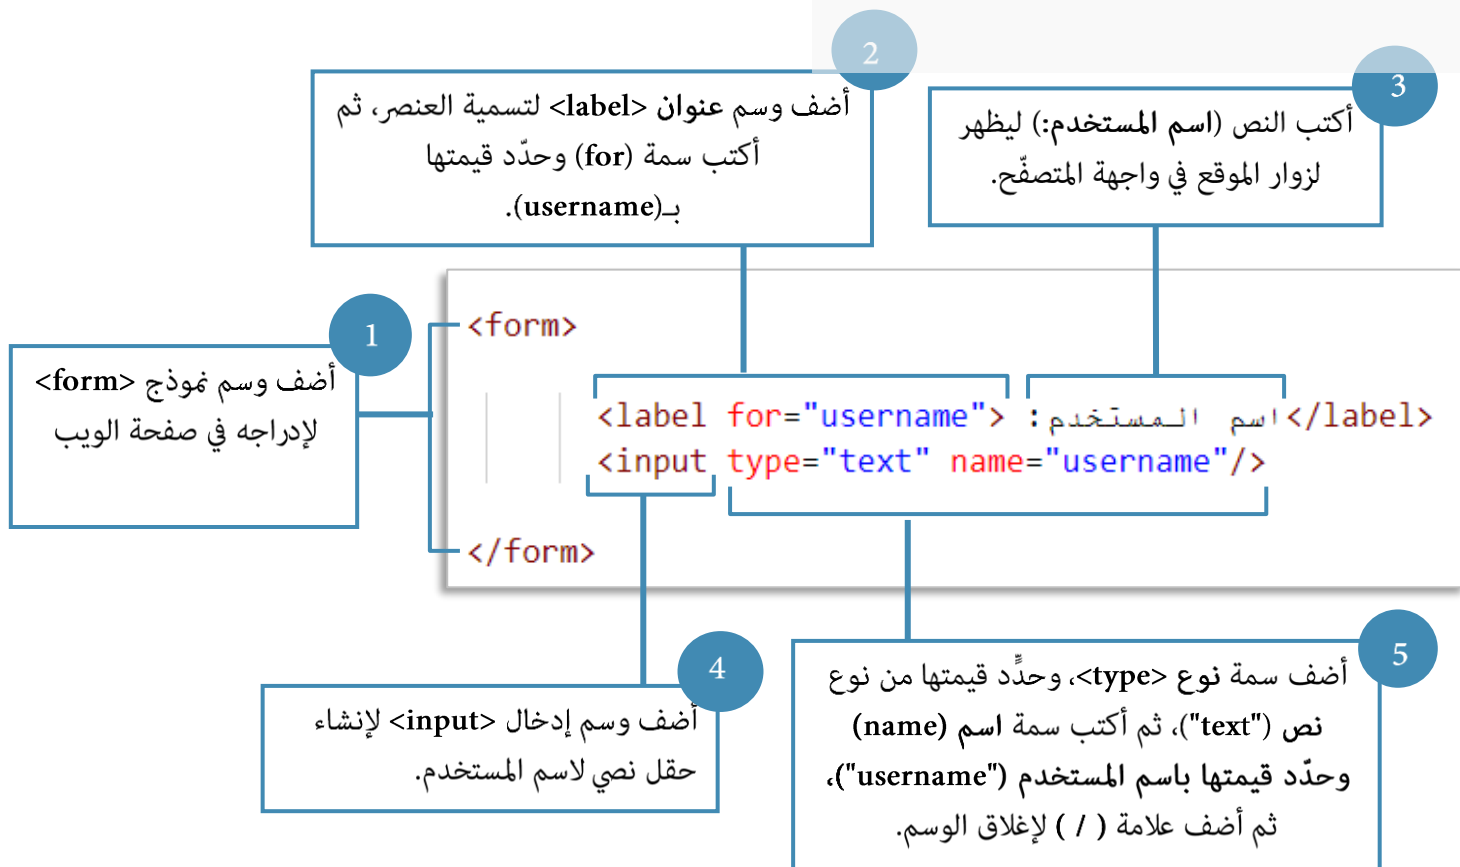 1
أضف وسم نموذج <form>
لإدراجه في صفحة الويب
2
أضف وسم عنوان <label> لتسمية العنصر، ثم
أكتب سمة (for) وحدّد قيمتها
بـ(username).
3
أكتب النص (اسم المستخدم:) ليظهر
لزوار الموقع في واجهة المتصفّح.
<form>
<label for="username"> اسم المستخدم:</label>
<input type="text" name="username"/>
</form>
4
أضف وسم إدخال <input> لإنشاء
حقل نصي لاسم المستخدم.
5
أضف سمة نوع <type>، وحدٍّد قيمتها من نوع
نص ("text")، ثم أكتب سمة اسم (name)
وحدّد قيمتها باسم المستخدم ("username")،
ثم أضف علامة ( / ) لإغلاق الوسم.